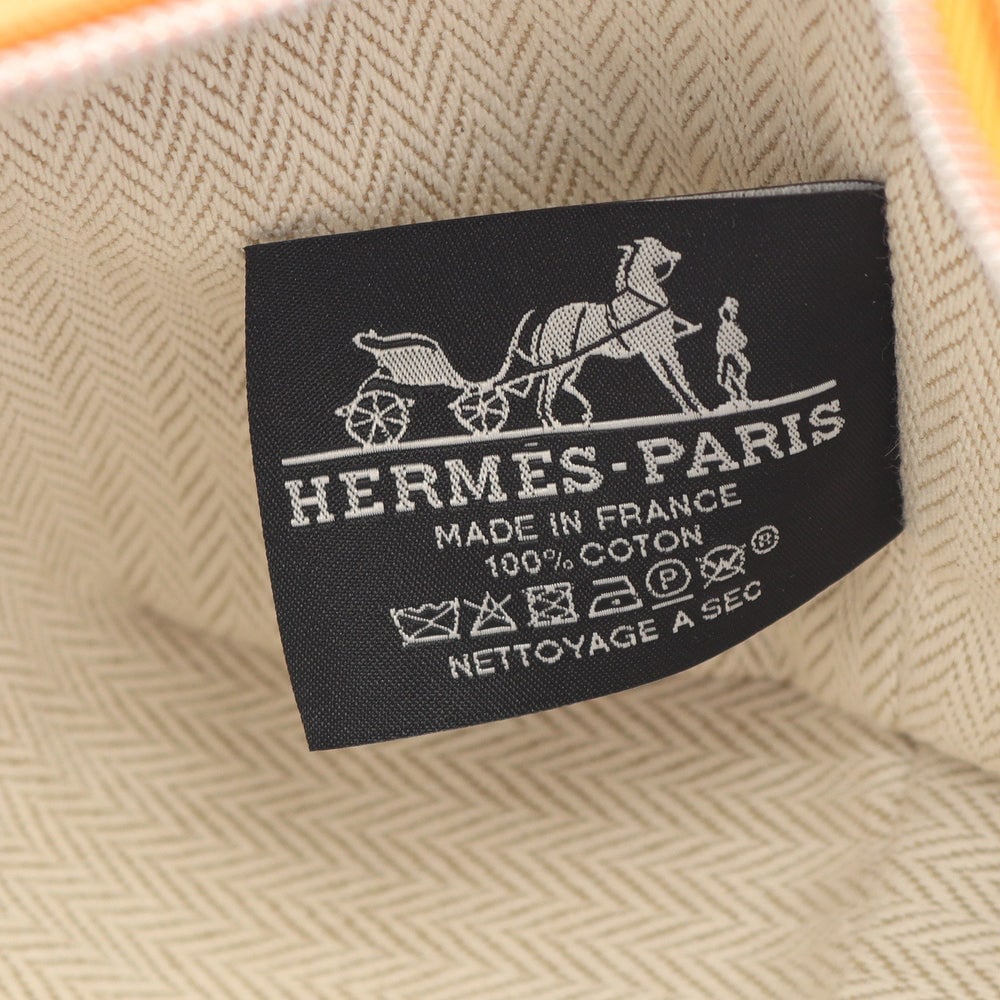 HERMÈS-PARIS
MADE IN FRANCE
100% COTON
P ®
NETTOYAGE A SEC